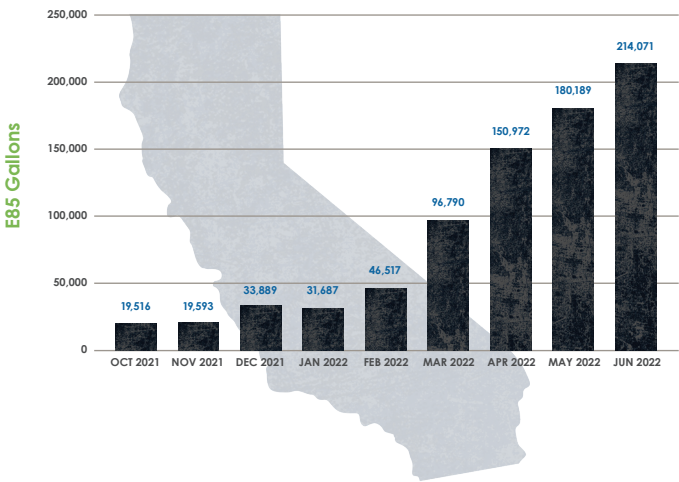 E85 Gallons
250,000
200,000
150,000
100,000
50,000
0
19,516
19,593
33,889
31,687
46,517
96,790
150,972
180,189
214,071
OCT 2021
NOV 2021
DEC 2021
JAN 2022
FEB 2022
MAR 2022
APR 2022
MAY 2022
JUN 2022